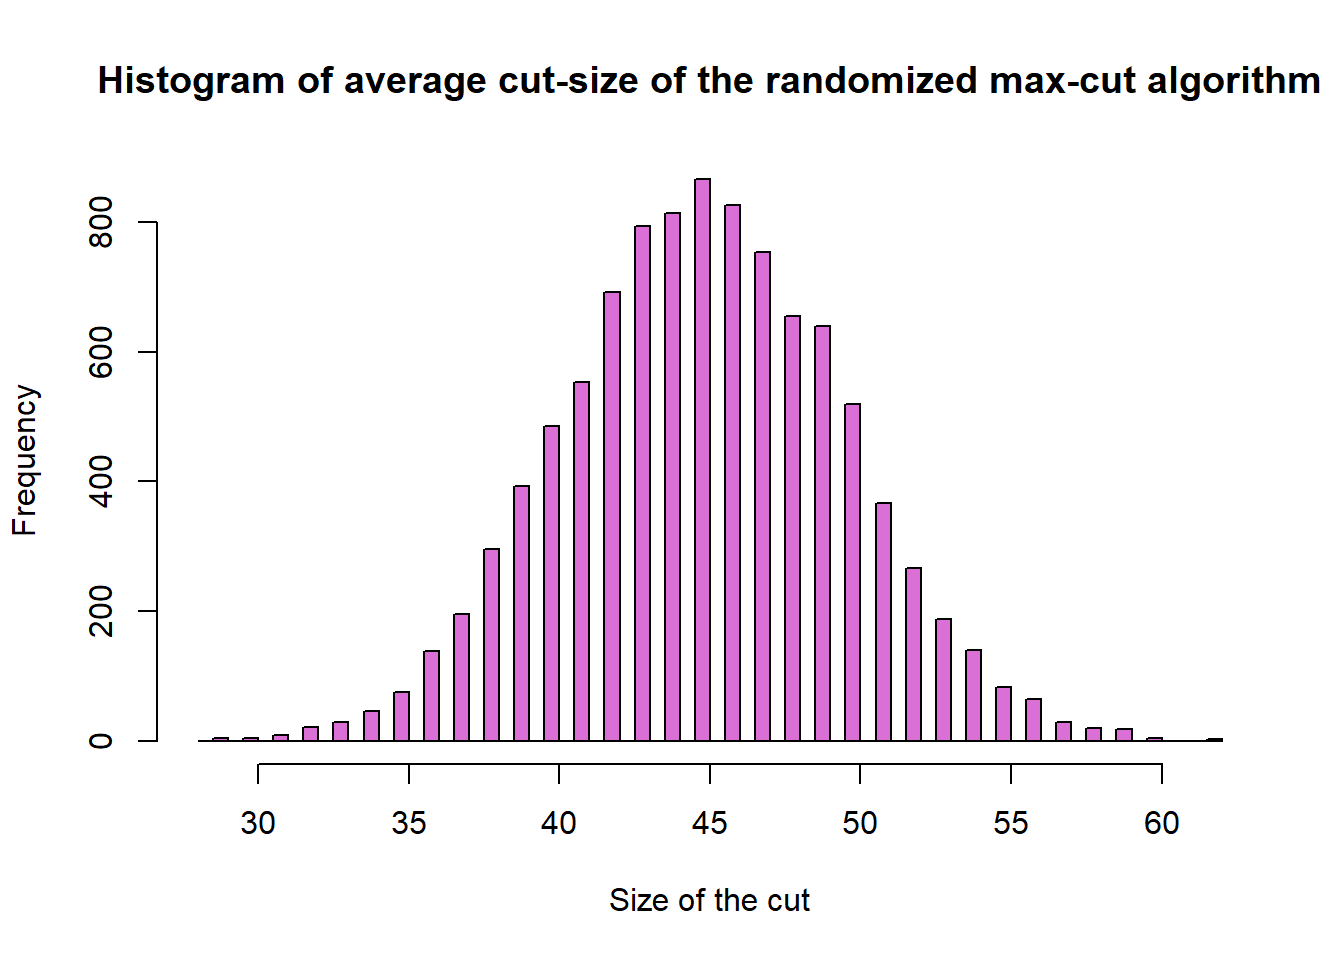 Histogram of average cut-size of the randomized max-cut algorithm
Frequency
800
600
400
200
0
30 35 40 45 50 55 60
Size of the cut